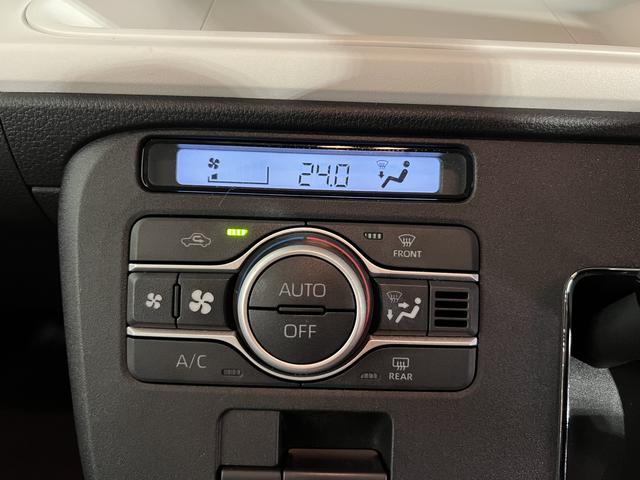 24.0
FRONT
AUTO
OFF
A/C
REAR